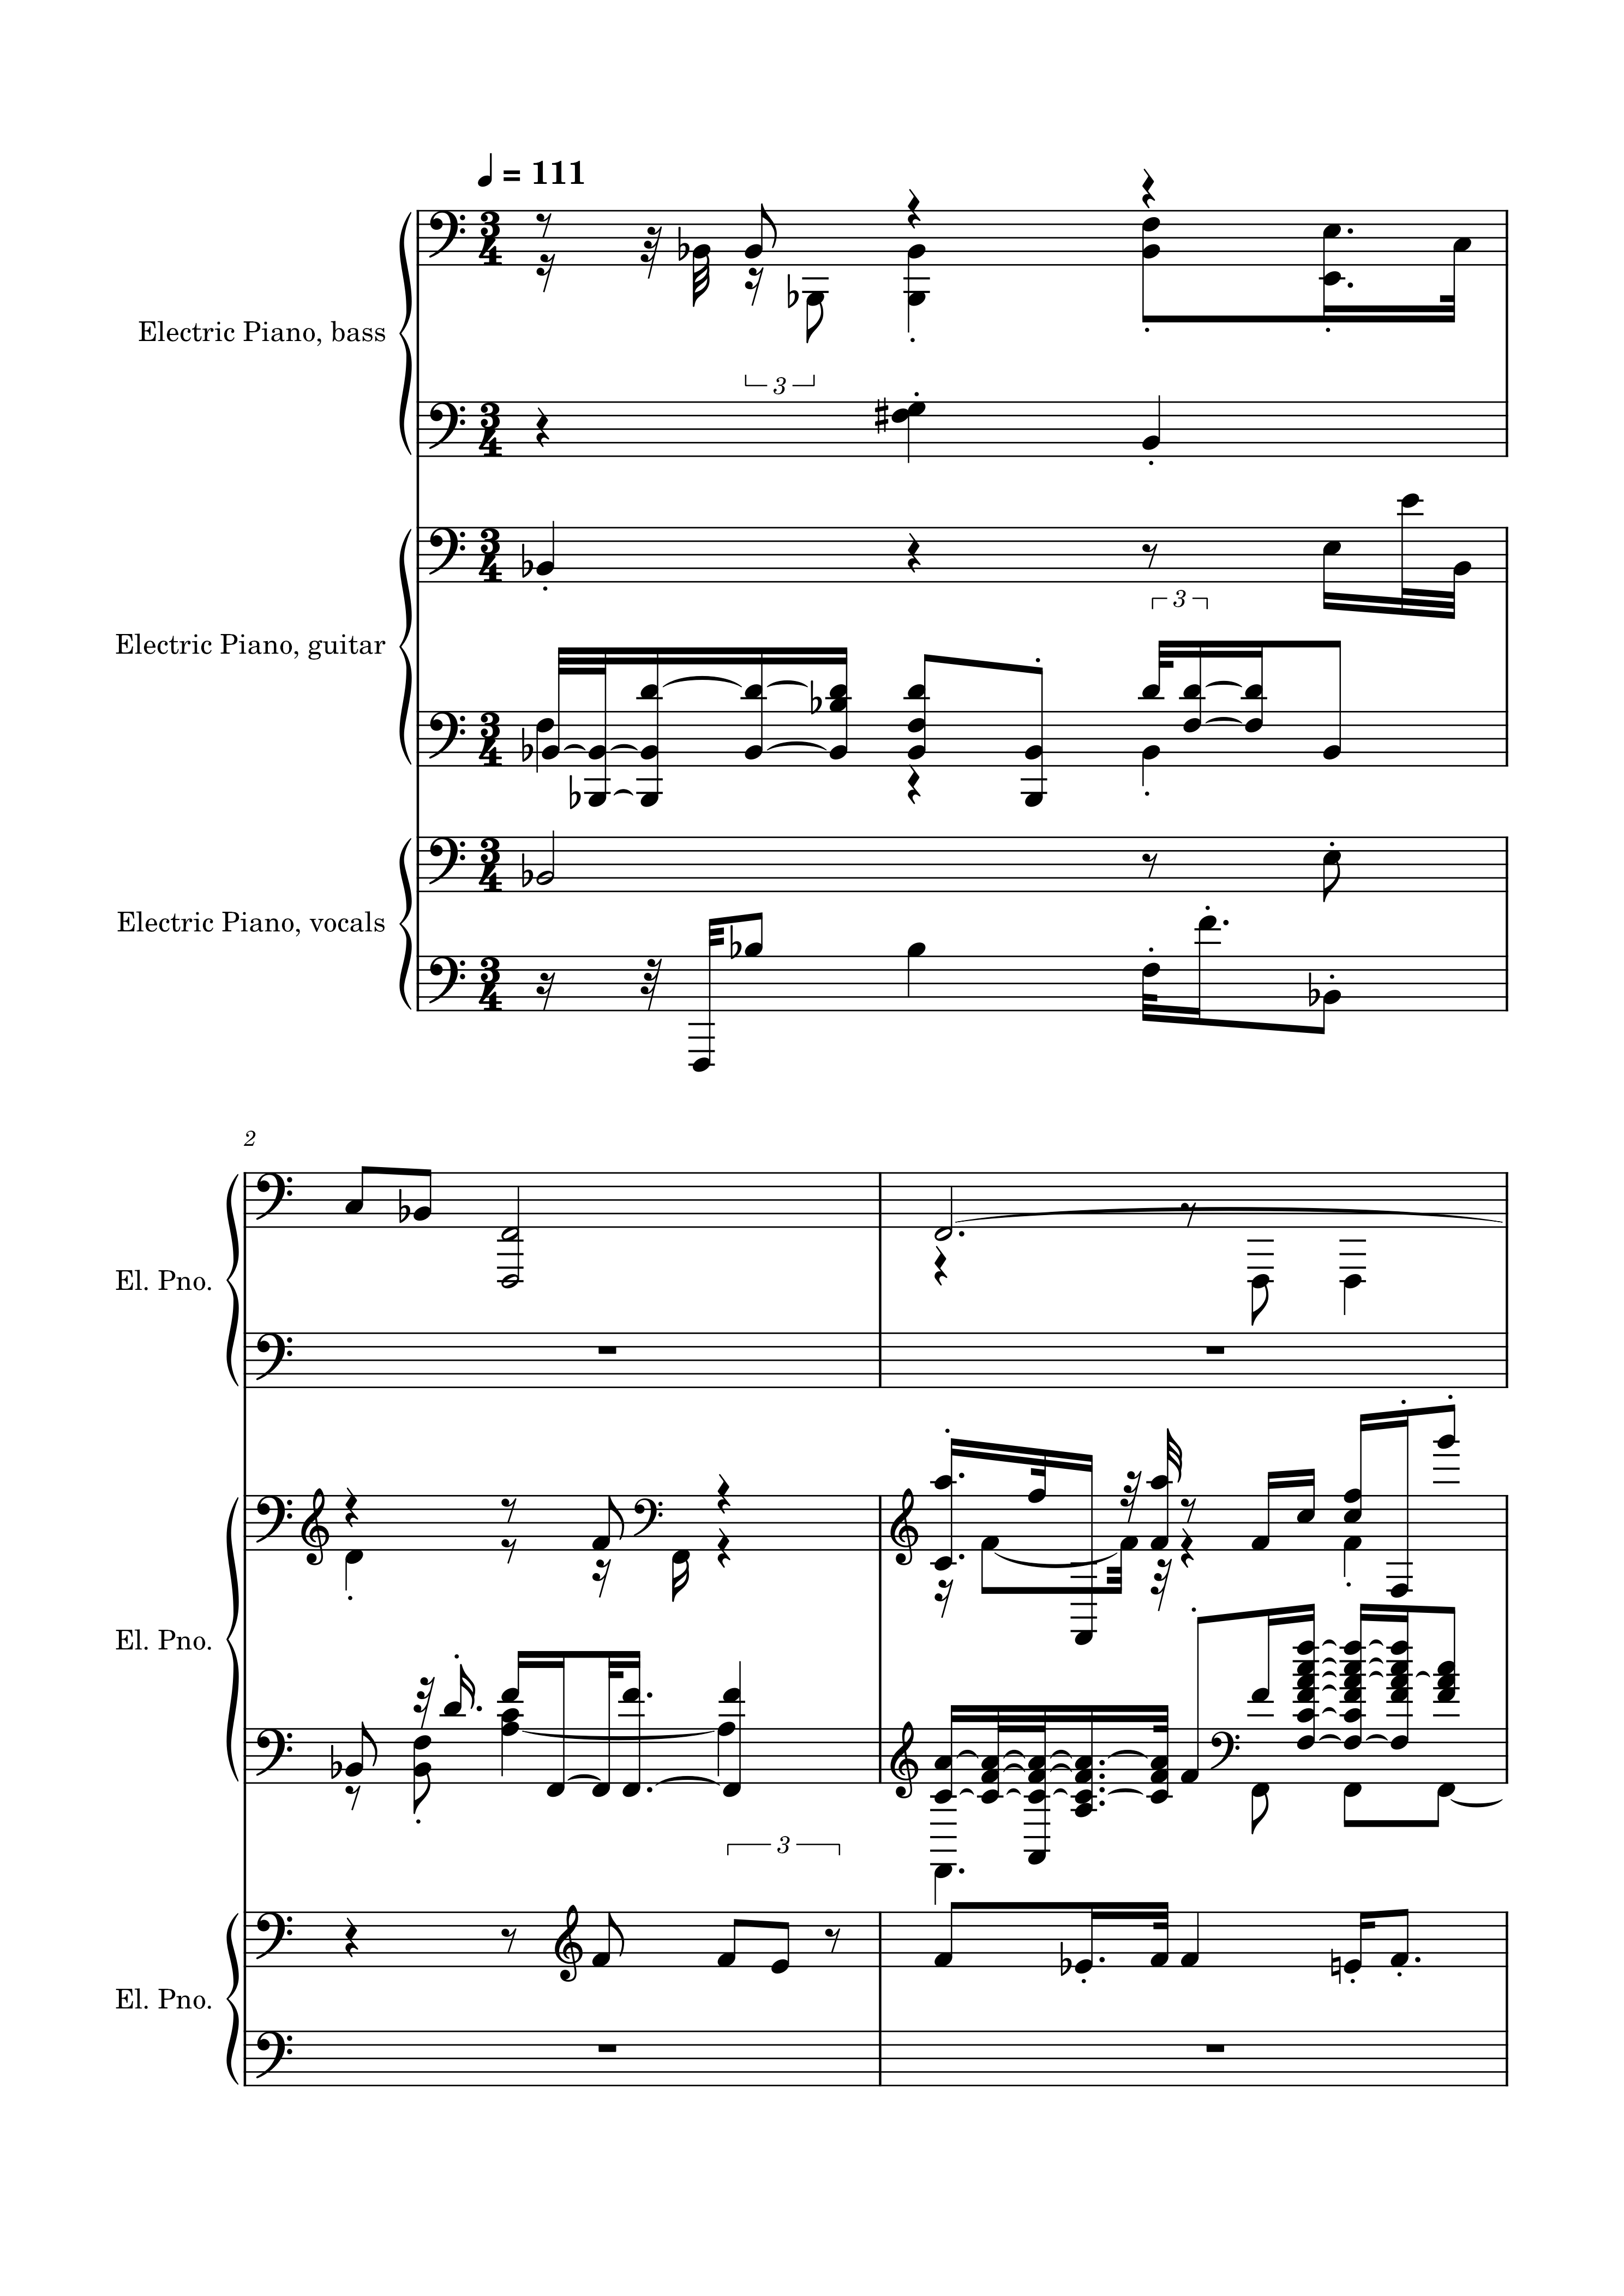 ♩ = 111
Electric Piano, bass
3
Electric Piano, guitar
3
Electric Piano, vocals
2
El. Pno.
El. Pno.
3
El. Pno.